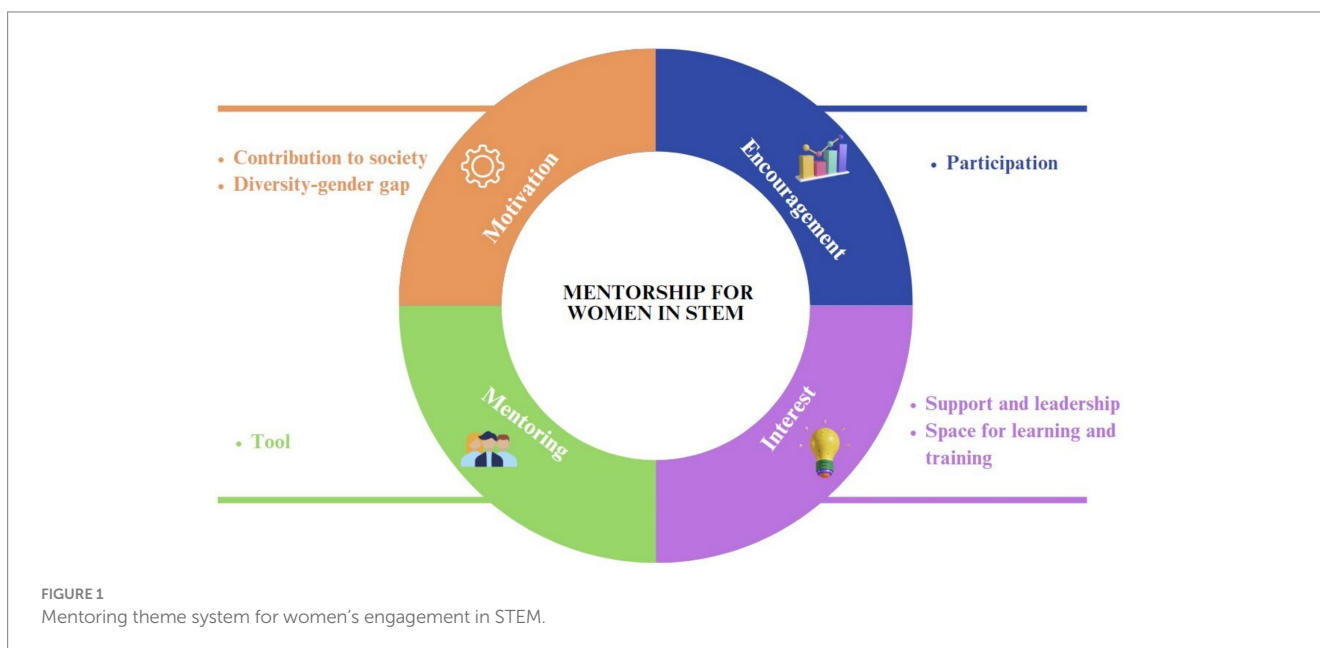 • Contribution to society
• Diversity-gender gap
Motivation
Encouragement
• Participation
MENTORSHIP FOR
WOMEN IN STEM
• Tool
Mentoring
Interest
• Support and leadership
• Space for learning and
training
FIGURE 1
Mentoring theme system for women's engagement in STEM.